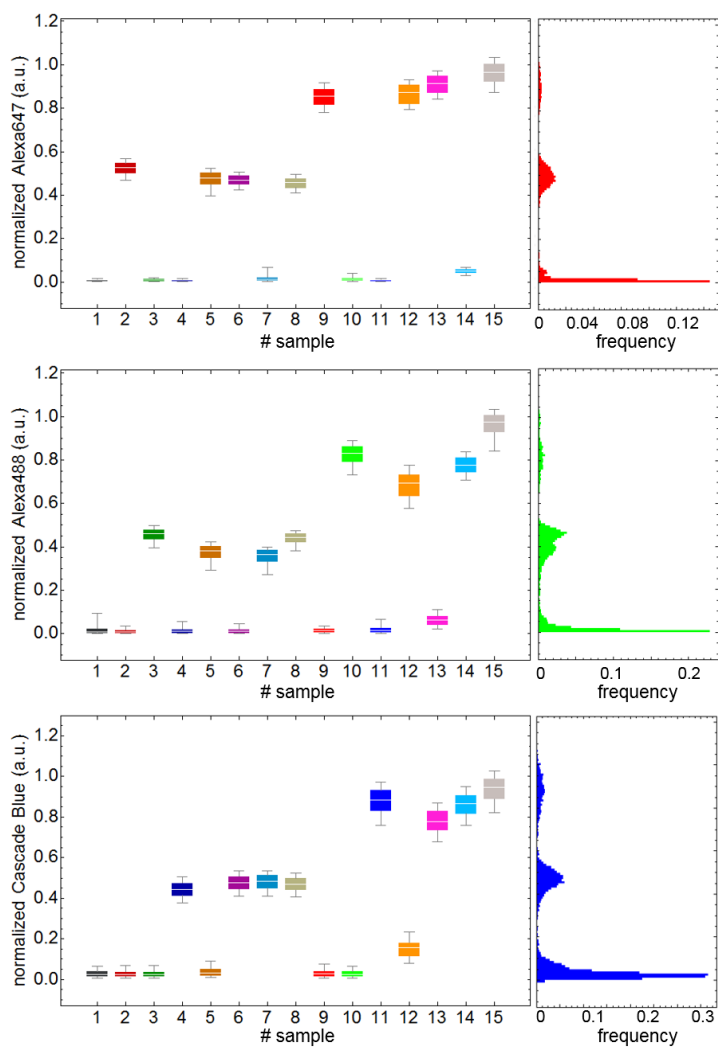 normalized Alexa647 (a.u.)
1.2
1.0
0.8
0.6
0.4
0.2
0.0
1 2 3 4 5 6 7 8 9 10 11 12 13 14 15
# sample
0 0.04 0.08 0.12
frequency
normalized Alexa488 (a.u.)
1.2
1.0
0.8
0.6
0.4
0.2
0.0
1 2 3 4 5 6 7 8 9 10 11 12 13 14 15
# sample
0 0.1 0.2
frequency
normalized Cascade Blue (a.u.)
1.2
1.0
0.8
0.6
0.4
0.2
0.0
1 2 3 4 5 6 7 8 9 10 11 12 13 14 15
# sample
0 0.1 0.2 0.3
frequency